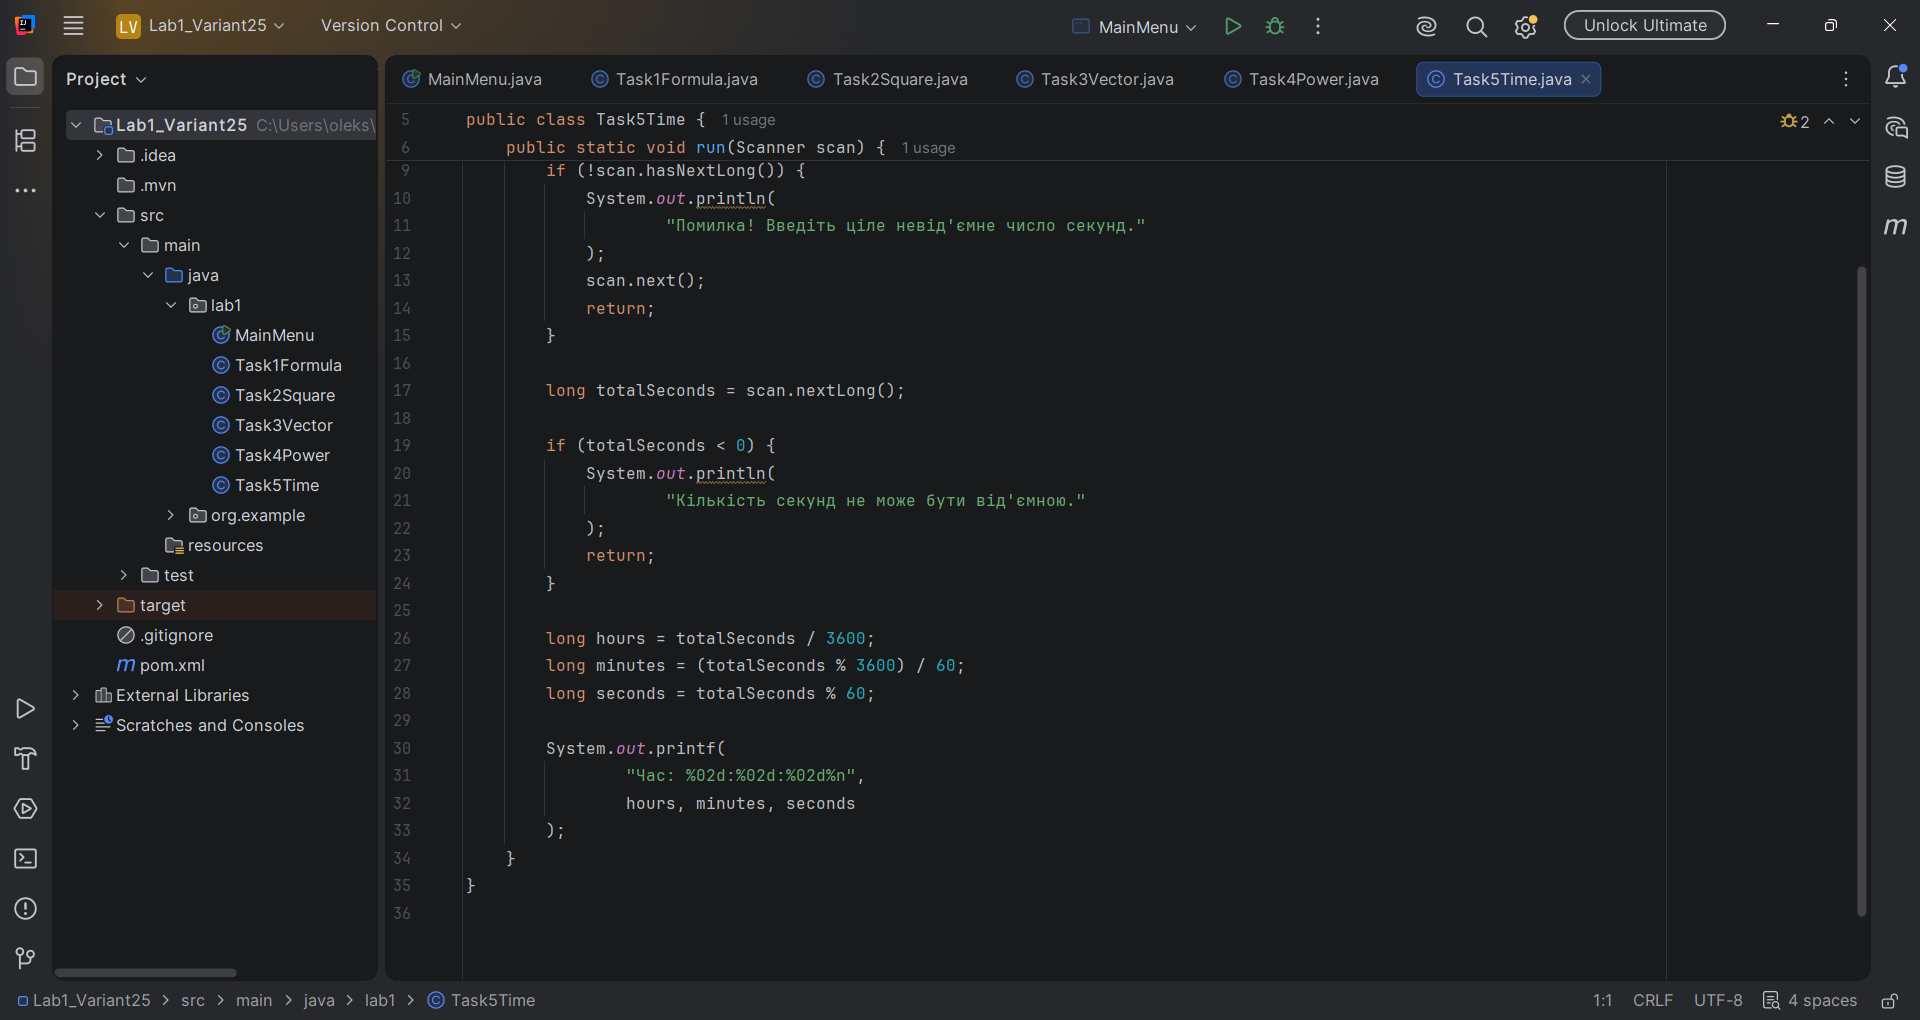 LV Lab1_Variant25 Version Control MainMenu Unlock Ultimate
Project
MainMenu.java Task1Formula.java Task2Square.java Task3Vector.java Task4Power.java Task5Time.java
Lab1_Variant25 C:\Users\oleks\
.idea
.mvn
src
main
java
lab1
MainMenu
Task1Formula
Task2Square
Task3Vector
Task4Power
Task5Time
org.example
resources
test
target
.gitignore
pom.xml
External Libraries
Scratches and Consoles
5 public class Task5Time { 1 usage
2
6 public static void run(Scanner scan) { 1 usage
9 if (!scan.hasNextLong()) {
10 System.out.println(
11 "Помилка! Введіть ціле невід'ємне число секунд."
12 );
13 scan.next();
14 return;
15 }
16
17 long totalSeconds = scan.nextLong();
18
19 if (totalSeconds < 0) {
20 System.out.println(
21 "Кількість секунд не може бути від'ємною."
22 );
23 return;
24 }
25
26 long hours = totalSeconds / 3600;
27 long minutes = (totalSeconds % 3600) / 60;
28 long seconds = totalSeconds % 60;
29
30 System.out.printf(
31 "Час: %02d:%02d:%02d%n",
32 hours, minutes, seconds
33 );
34 }
35 }
36
Lab1_Variant25 > src > main > java > lab1 > Task5Time
1:1 CRLF UTF-8 4 spaces